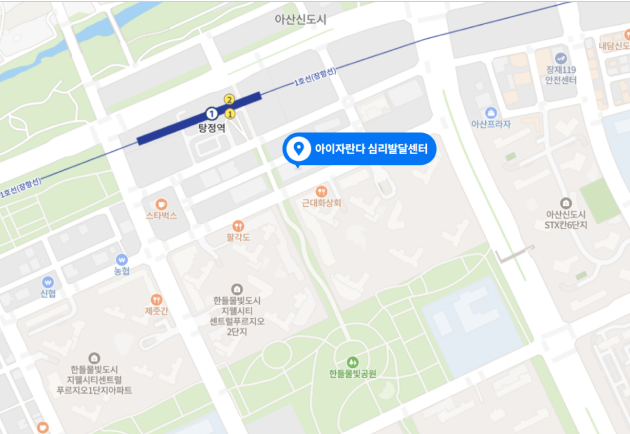 아산신도시
내담신도
1호선(장항선)
장재119
안전센터
2
1
1
탕정역
아산프라자
아이자란다 심리발달센터
1호선(장항선)
근대화상회
스타벅스
팔각도
아산신도시
STX칸6단지
농협
신협
제줏간
한들물빛도시
지웰시티
센트럴푸르지오
2단지
한들물빛도시
지웰시티센트럴
푸르지오1단지아파트
한들물빛공원